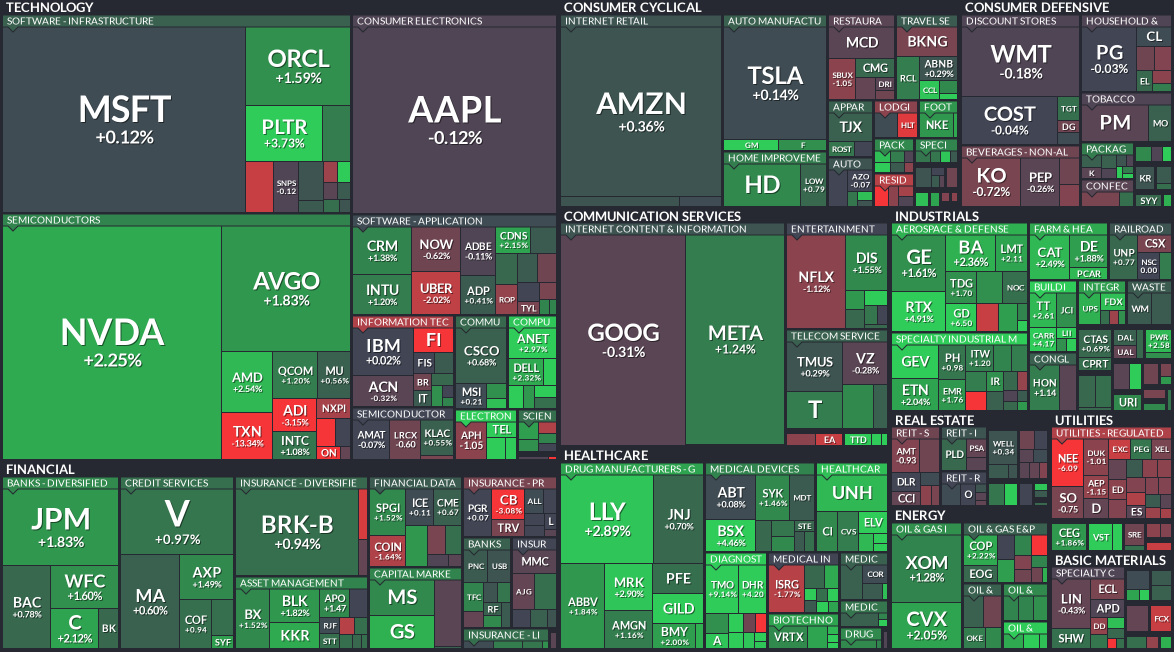 TECHNOLOGY
SOFTWARE - INFRASTRUCTURE
MSFT
+0.12%
ORCL
+1.59%
PLTR
+3.73%
SNPS
-0.12
CONSUMER ELECTRONICS
AAPL
-0.12%
SEMICONDUCTORS
NVDA
+2.25%
AVGO
+1.83%
AMD
+2.54%
QCOM
+1.20%
MU
+0.56%
TXN
-13.34%
ADI
-3.15%
NXPI
INTC
+1.08%
ON
SOFTWARE - APPLICATION
CRM
+1.38%
NOW
-0.62%
ADBE
-0.11%
CDNS
+2.15%
INTU
+1.20%
UBER
-2.02%
ADP
+0.41%
ROP
TYL
INFORMATION TEC
IBM
+0.02%
FI
FIS
ACN
-0.32%
BR
IT
COMMU
CSCO
+0.68%
MSI
+0.21
COMPU
ANET
+2.97%
DELL
+2.32%
SEMICONDUCTOR
AMAT
-0.07%
LRCX
-0.60
KLAC
+0.55%
ELECTRON
APH
-1.05
TEL
SCIEN
CONSUMER CYCLICAL
INTERNET RETAIL
AMZN
+0.36%
AUTO MANUFACTU
TSLA
+0.14%
GM
F
HOME IMPROVEME
HD
LOW
+0.79
RESTAURA
MCD
SBUX
-1.05
CMG
DRI
TRAVEL SE
BKNG
RCL
ABNB
+0.29%
CCL
APPAR
TJX
ROST
LODGI
HLT
FOOT
NKE
PACK
SPECI
AUTO
AZO
-0.07
RESID
CONSUMER DEFENSIVE
DISCOUNT STORES
WMT
-0.18%
COST
-0.04%
TGT
DG
HOUSEHOLD &
PG
-0.03%
CL
EL
TOBACCO
PM
MO
BEVERAGES - NON-AL
KO
-0.72%
PEP
-0.26%
PACKAG
K
KR
CONFEC
SYY
COMMUNICATION SERVICES
INTERNET CONTENT & INFORMATION
GOOG
-0.31%
META
+1.24%
ENTERTAINMENT
NFLX
-1.12%
DIS
+1.55%
TELECOM SERVICE
TMUS
+0.29%
VZ
-0.28%
T
EA
TTD
INDUSTRIALS
AEROSPACE & DEFENSE
GE
+1.61%
BA
+2.36%
LMT
+2.11
RTX
+4.91%
TDG
+1.70
NOC
GD
+6.50
FARM & HEA
CAT
+2.49%
DE
+1.88%
PCAR
RAILROAD
UNP
+0.77
CSX
NSC
0.00
BUILDI
TT
+2.61
JCI
CARR
+4.17
LII
INTEGR
UPS
FDX
WASTE
WM
SPECIALTY INDUSTRIAL M
GEV
PH
+0.98
ITW
+1.20
ETN
+2.04%
EMR
+1.76
IR
CONGL
HON
+1.14
CTAS
+0.69%
DAL
UAL
PWR
+2.58
CPRT
URI
FINANCIAL
BANKS - DIVERSIFIED
JPM
+1.83%
BAC
+0.78%
WFC
+1.60%
C
+2.12%
BK
CREDIT SERVICES
V
+0.97%
MA
+0.60%
AXP
+1.49%
COF
+0.94
SYF
INSURANCE - DIVERSIFIE
BRK-B
+0.94%
ASSET MANAGEMENT
BX
+1.52%
BLK
+1.82%
APO
+1.47
KKR
RJF
STT
FINANCIAL DATA
SPGI
+1.52%
ICE
+0.11
CME
+0.67
COIN
-1.64%
CAPITAL MARKE
MS
GS
INSURANCE - PR
PGR
+0.07
CB
-3.08%
ALL
TRV
L
BANKS
PNC
USB
TFC
RF
INSUR
MMC
AJG
INSURANCE - LI
HEALTHCARE
DRUG MANUFACTURERS - G
LLY
+2.89%
JNJ
+0.70%
ABBV
+1.84%
MRK
+2.90%
PFE
GILD
AMGN
+1.16%
BMY
+2.00%
MEDICAL DEVICES
ABT
+0.08%
SYK
+1.46%
MDT
BSX
+4.46%
STE
HEALTHCAR
UNH
CI
CVS
ELV
DIAGNOST
TMO
+9.14%
DHR
+4.20
A
MEDICAL IN
ISRG
-1.77%
MEDIC
COR
BIOTECHNO
VRTX
MEDIC
DRUG
REAL ESTATE
REIT - S
AMT
-0.93
DLR
CCI
REIT - I
PLD
PSA
REIT - R
O
WELL
+0.34
UTILITIES
UTILITIES - REGULATED
NEE
-6.09
DUK
-1.01
EXC
PEG
XEL
SO
-0.75
AEP
-1.15
ED
D
ES
CEG
+1.86%
VST
SRE
ENERGY
OIL & GAS I
XOM
+1.28%
CVX
+2.05%
OIL & GAS E&P
COP
+2.22%
EOG
OIL &
OKE
OIL &
OIL &
BASIC MATERIALS
SPECIALTY C
LIN
-0.43%
ECL
APD
DD
SHW
FCX